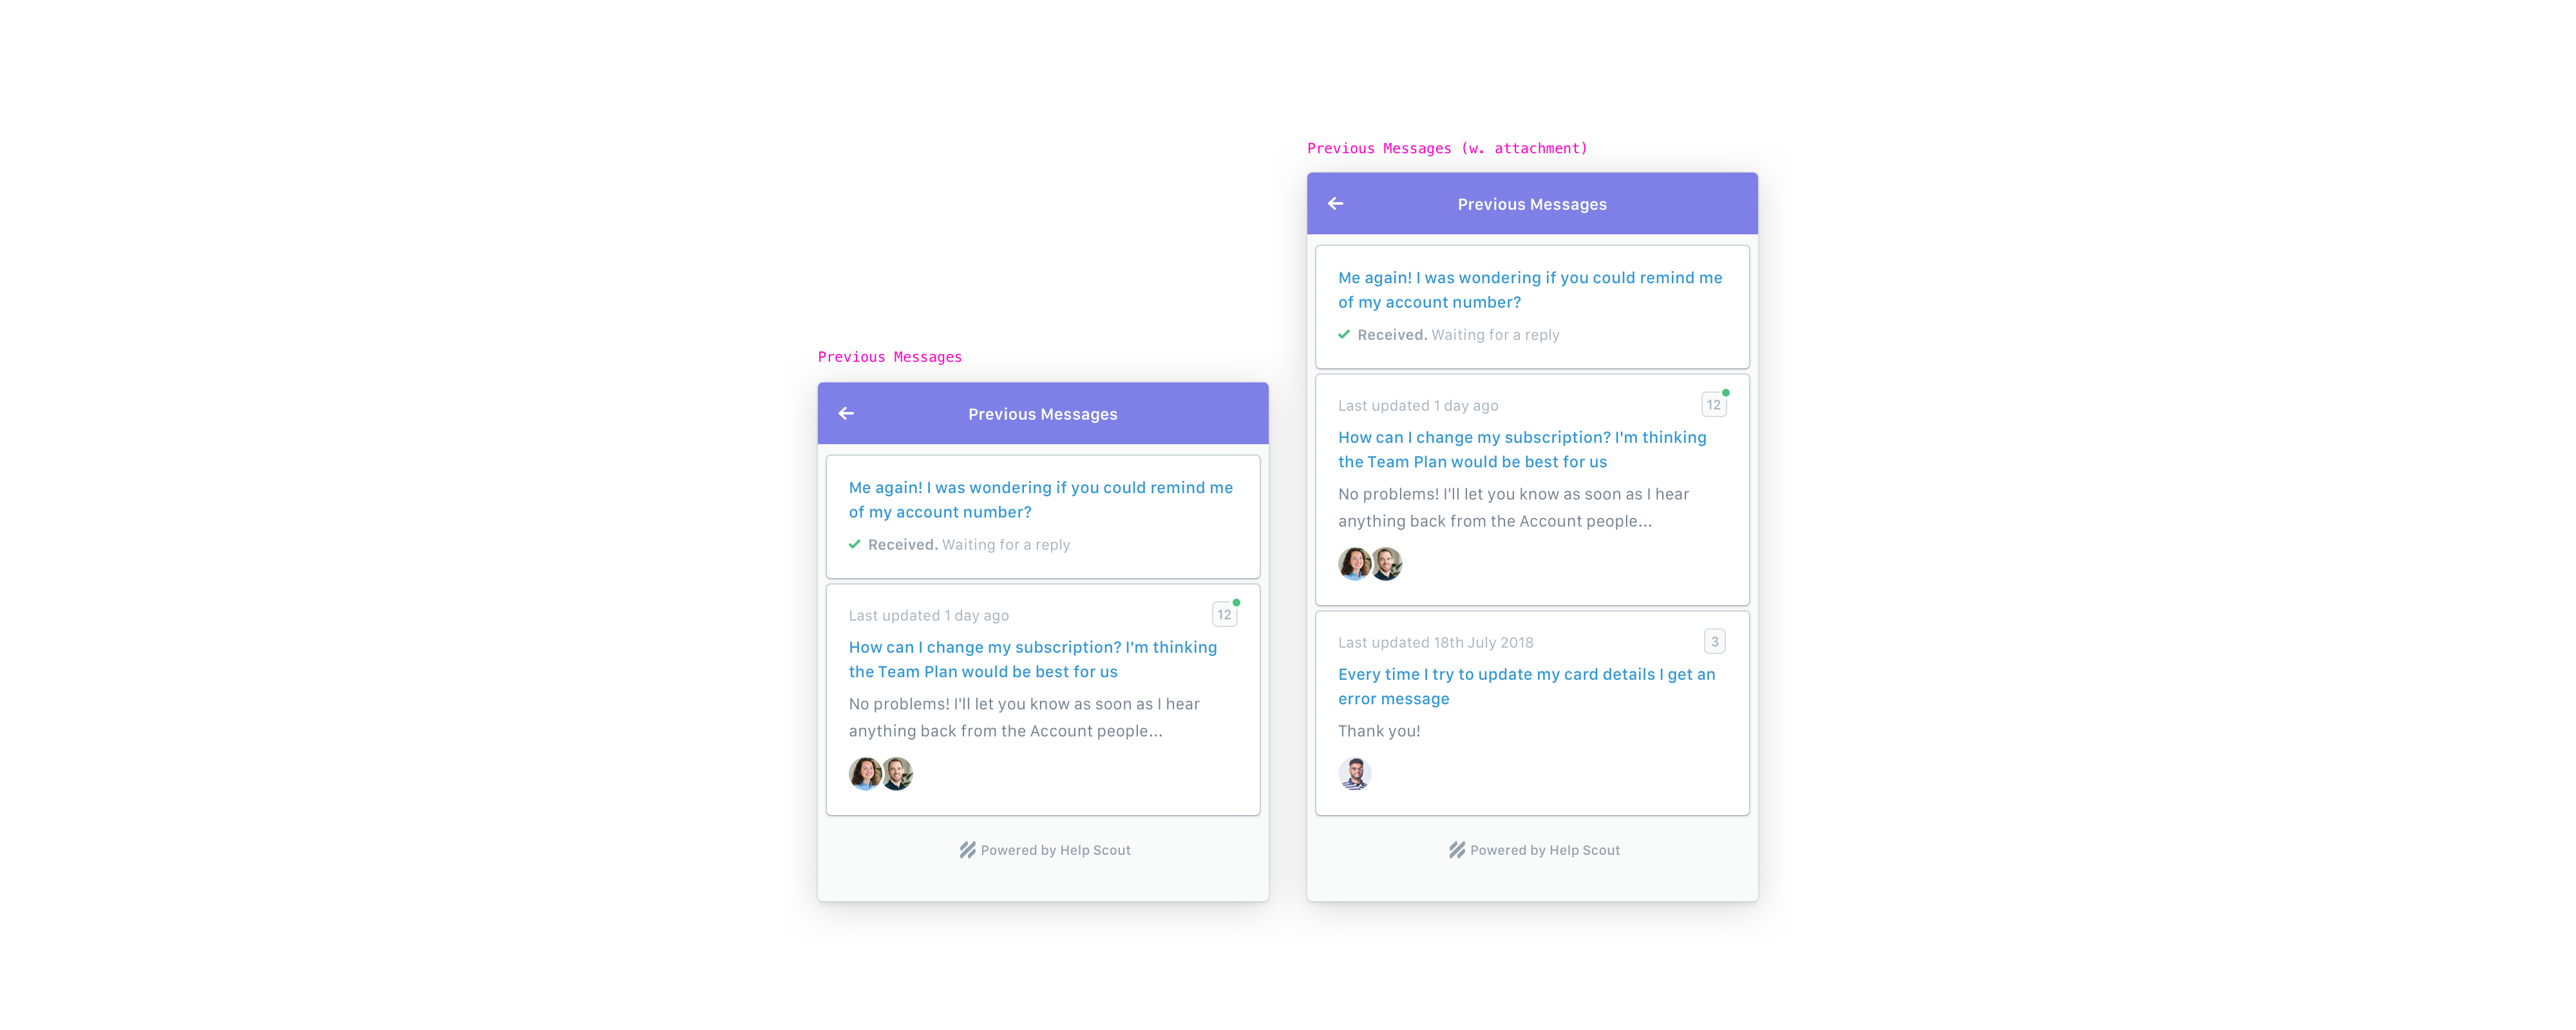 Previous Messages
Previous Messages
Me again! I was wondering if you could remind me
of my account number?
Received. Waiting for a reply
Last updated 1 day ago
12
How can I change my subscription? I'm thinking
the Team Plan would be best for us
No problems! I'll let you know as soon as I hear
anything back from the Account people...
Powered by Help Scout
Previous Messages (w. attachment)
Previous Messages
Me again! I was wondering if you could remind me
of my account number?
Received. Waiting for a reply
Last updated 1 day ago
12
How can I change my subscription? I'm thinking
the Team Plan would be best for us
No problems! I'll let you know as soon as I hear
anything back from the Account people...
Last updated 18th July 2018
3
Every time I try to update my card details I get an
error message
Thank you!
Powered by Help Scout